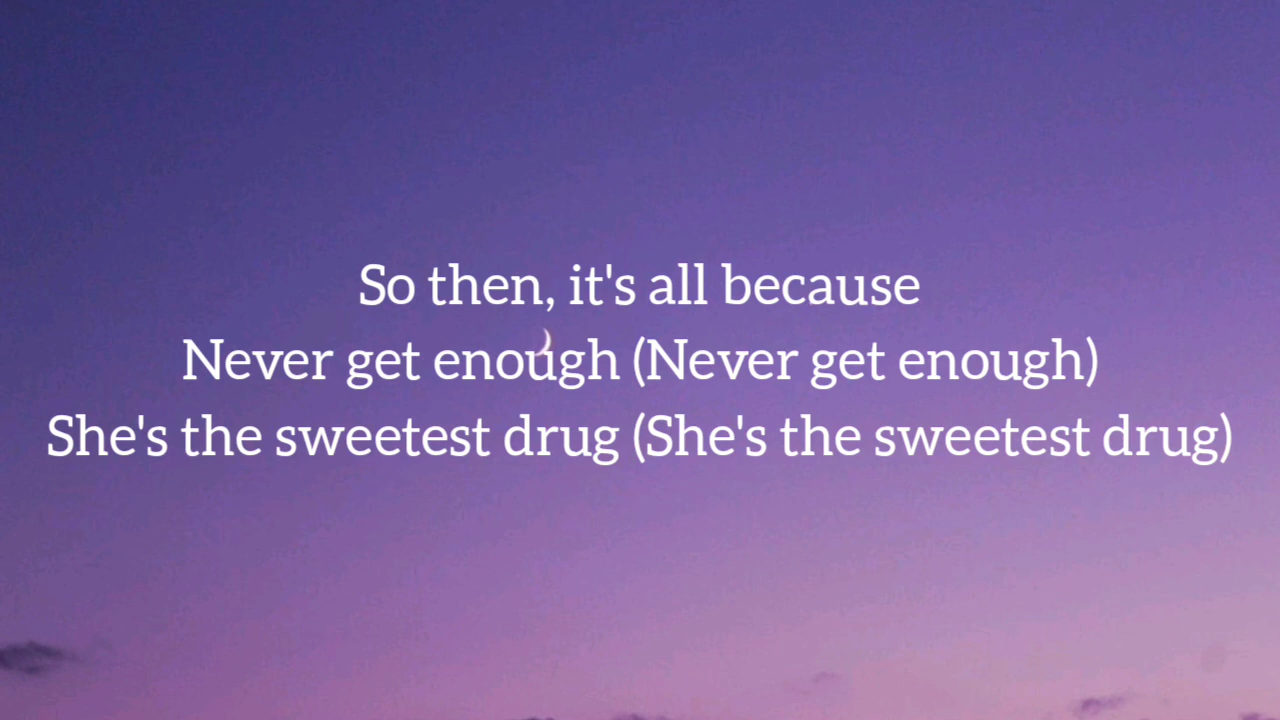 So then, it's all because
Never get enough (Never get enough)
She's the sweetest drug (She's the sweetest drug)